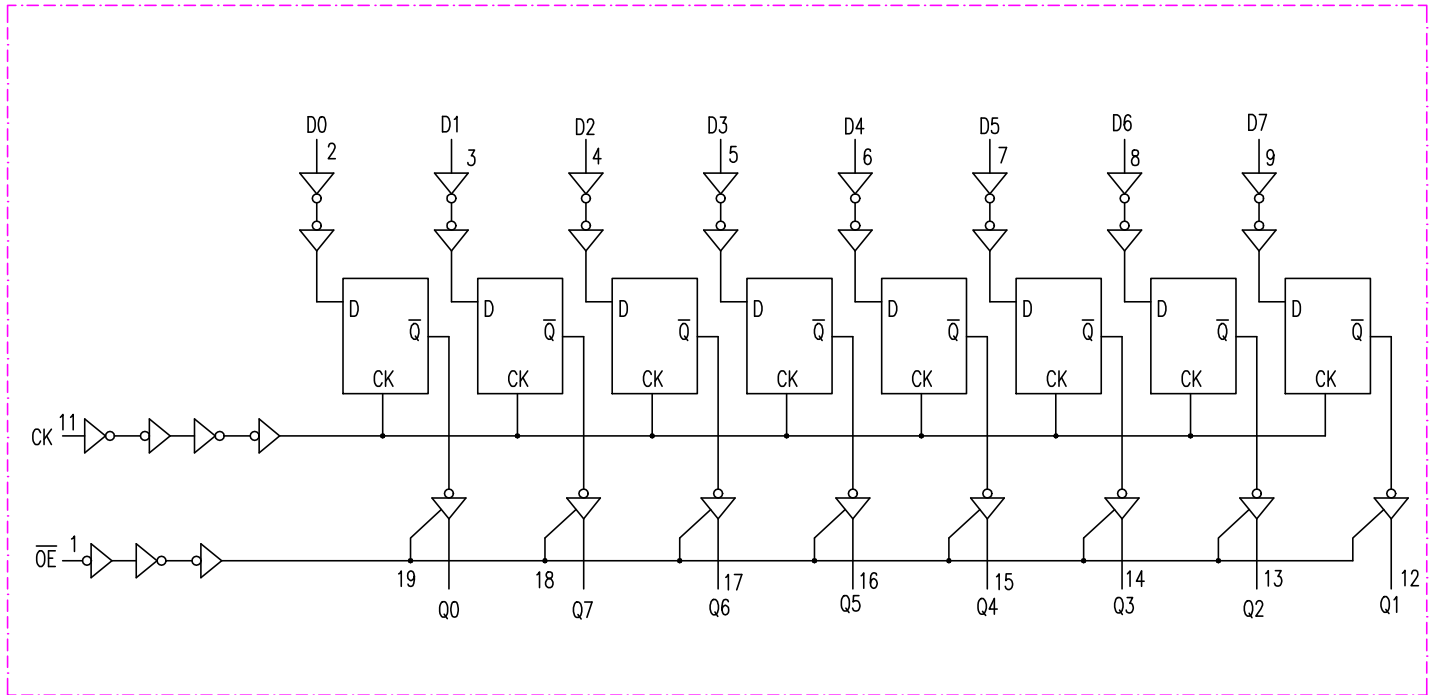 D0 D1 D2 D3 D4 D5 D6 D7
2 3 4 5 6 7 8 9
D D D D D D D D
Q̅ Q̅ Q̅ Q̅ Q̅ Q̅ Q̅ Q̅
CK CK CK CK CK CK CK CK
CK 11
O̅E̅ 1
19 18 17 16 15 14 13 12
Q0 Q7 Q6 Q5 Q4 Q3 Q2 Q1